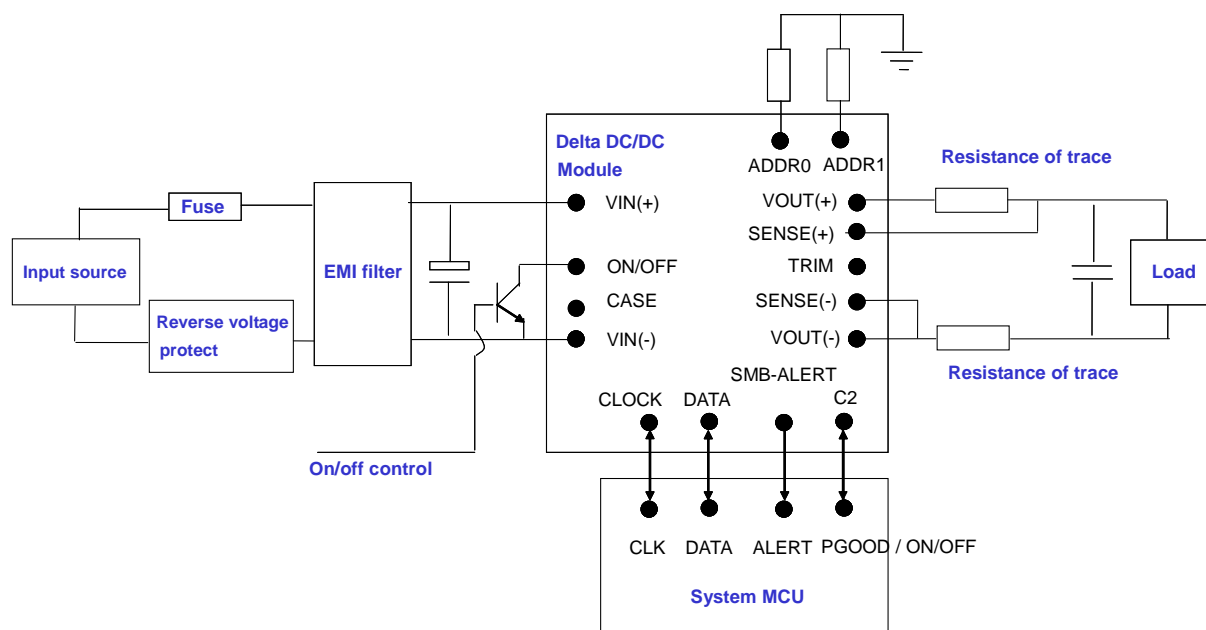 Delta DC/DC
Module
ADDR0
ADDR1
Resistance of trace
Fuse
VIN(+)
VOUT(+)
SENSE(+)
Input source
EMI filter
ON/OFF
TRIM
Load
CASE
SENSE(-)
Reverse voltage
protect
VIN(-)
VOUT(-)
SMB-ALERT
Resistance of trace
CLOCK
DATA
C2
On/off control
CLK
DATA
ALERT
PGOOD / ON/OFF
System MCU